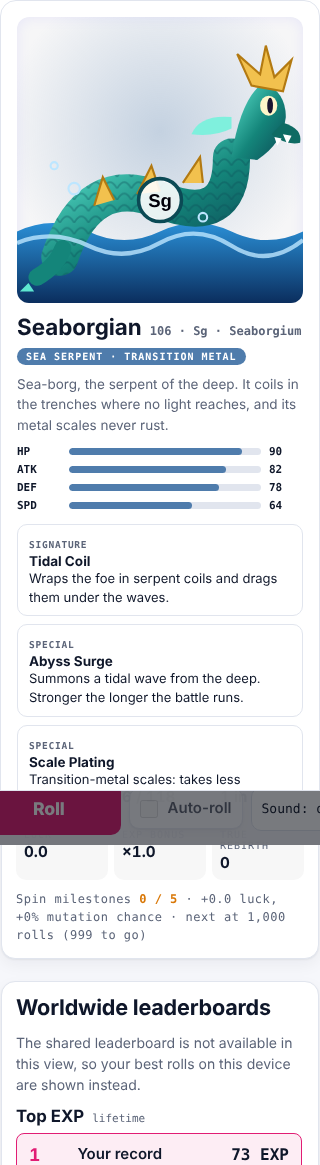 Sg
Seaborgian 106 · Sg · Seaborgium
SEA SERPENT · TRANSITION METAL
Sea-borg, the serpent of the deep. It coils in
the trenches where no light reaches, and its
metal scales never rust.
HP 90
ATK 82
DEF 78
SPD 64
SIGNATURE
Tidal Coil
Wraps the foe in serpent coils and drags
them under the waves.
SPECIAL
Abyss Surge
Summons a tidal wave from the deep.
Stronger the longer the battle runs.
SPECIAL
Scale Plating
Transition-metal scales: takes less
Roll Auto-roll Sound:
REBIRTH
0.0 ×1.0 0
Spin milestones 0 / 5 · +0.0 luck,
+0% mutation chance · next at 1,000
rolls (999 to go)
Worldwide leaderboards
The shared leaderboard is not available in
this view, so your best rolls on this device
are shown instead.
Top EXP lifetime
1 Your record 73 EXP